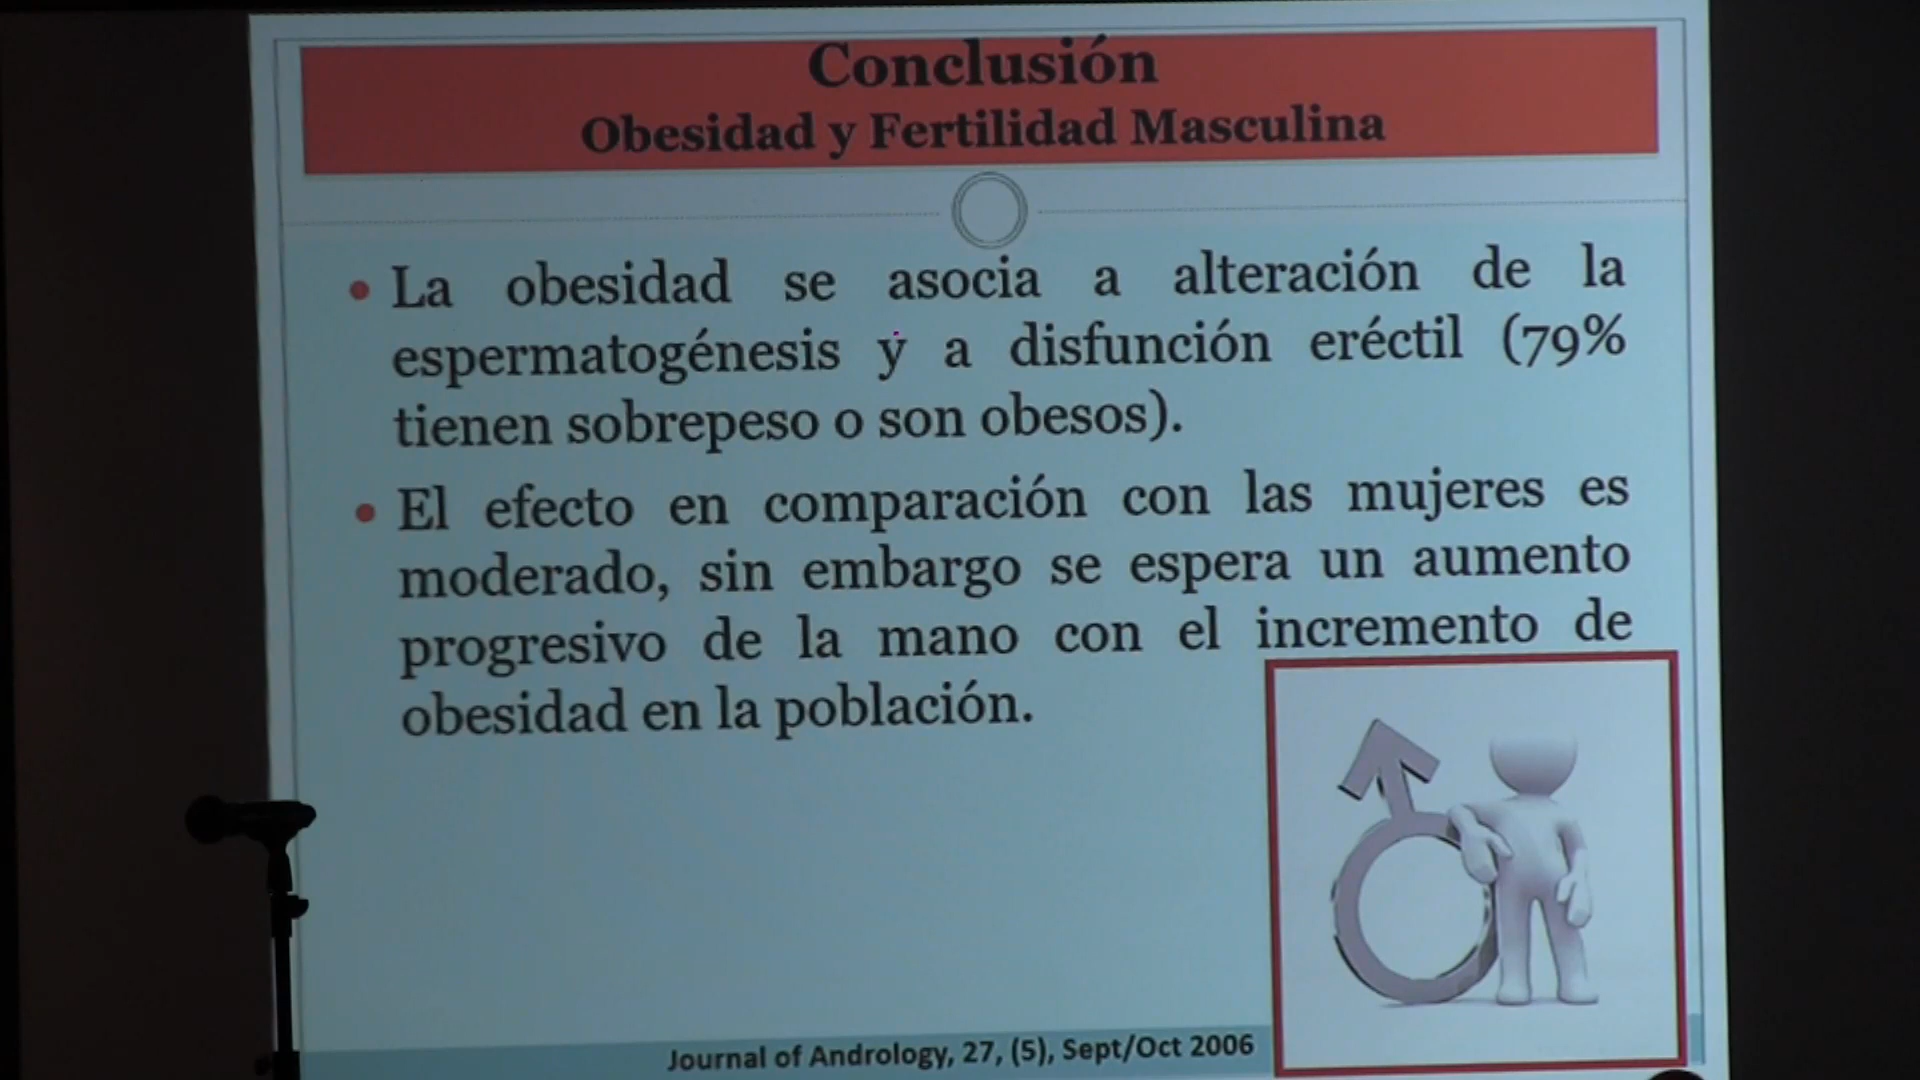 Conclusión
Obesidad y Fertilidad Masculina
• La obesidad se asocia a alteración de la
espermatogénesis y a disfunción eréctil (79%
tienen sobrepeso o son obesos).
• El efecto en comparación con las mujeres es
moderado, sin embargo se espera un aumento
progresivo de la mano con el incremento de
obesidad en la población.
Journal of Andrology, 27, (5), Sept/Oct 2006